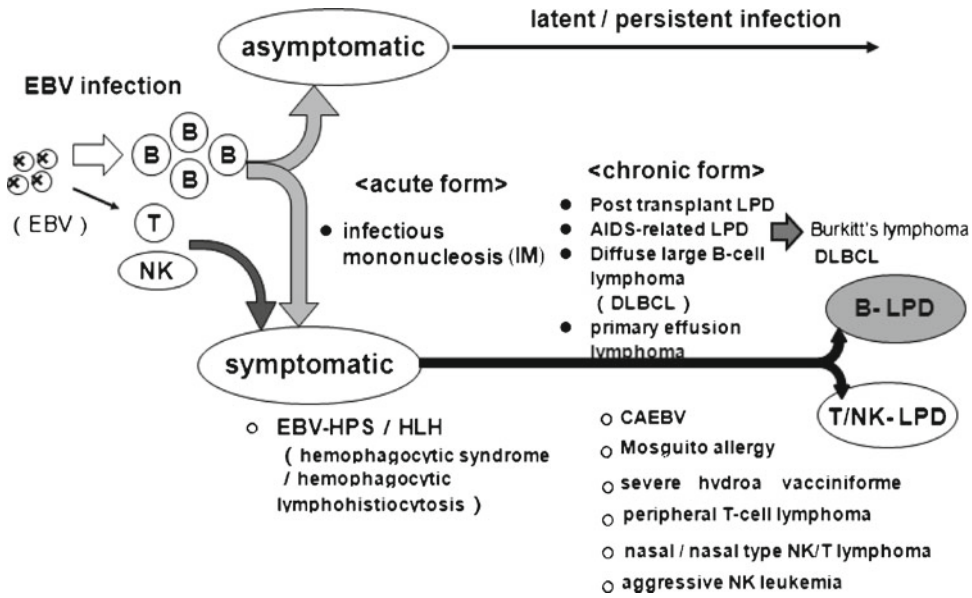 latent / persistent infection
asymptomatic
EBV infection
B
B
B
B
( EBV )
T
NK
<acute form>
● infectious
mononucleosis (IM)
<chronic form>
● Post transplant LPD
● AIDS-related LPD
● Diffuse large B-cell
lymphoma
( DLBCL )
● primary effusion
lymphoma
Burkitt's lymphoma
DLBCL
B- LPD
symptomatic
T/NK- LPD
○ EBV-HPS / HLH
( hemophagocytic syndrome
/ hemophagocytic
lymphohistiocytosis )
○ CAEBV
○ Mosquito allergy
○ severe hydroa vacciniforme
○ peripheral T-cell lymphoma
○ nasal / nasal type NK/T lymphoma
○ aggressive NK leukemia